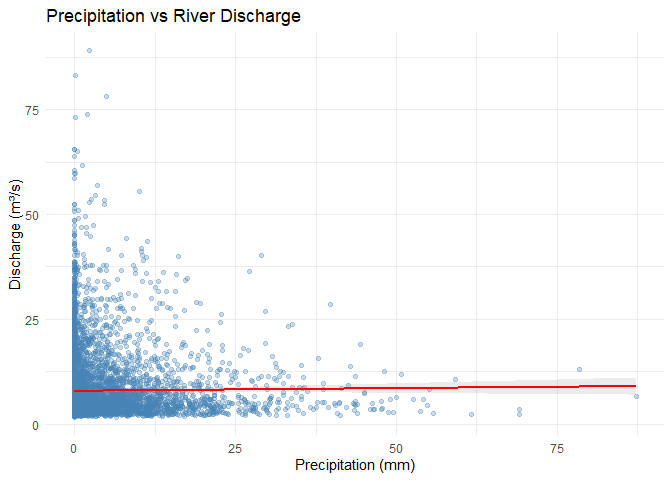 Precipitation vs River Discharge
Discharge (m³/s)
75
50
25
0
0 25 50 75
Precipitation (mm)